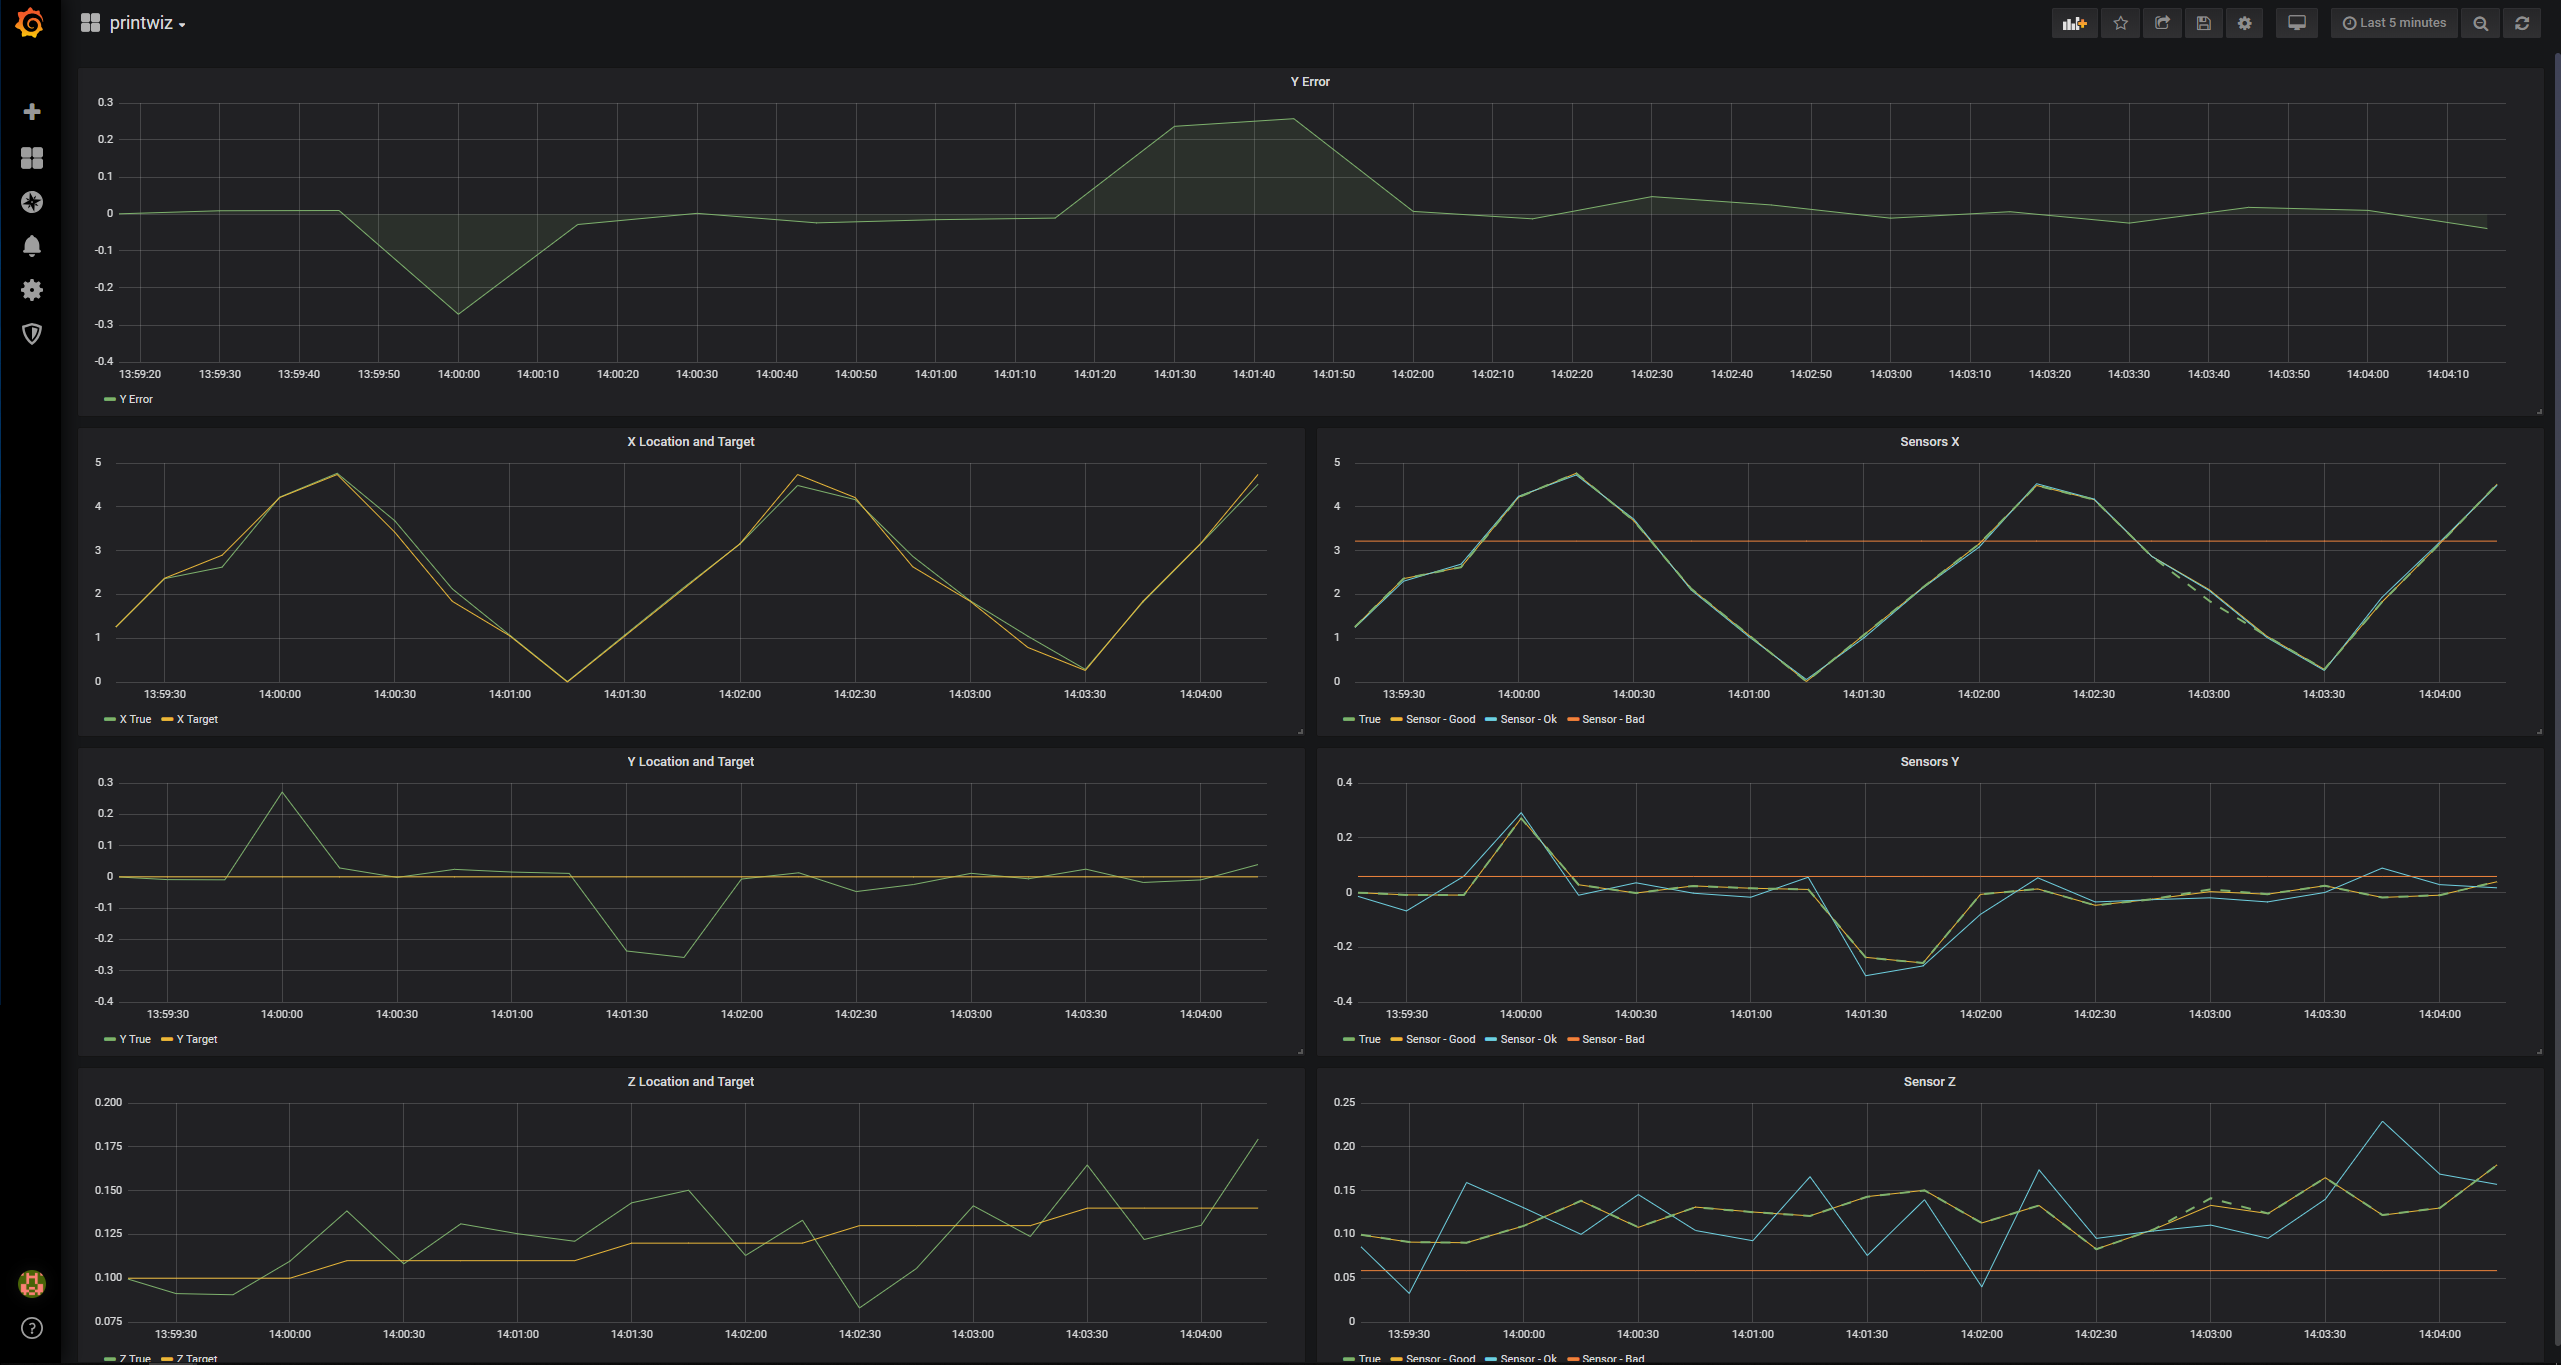 printwiz
Last 5 minutes
Y Error
0.3
0.2
0.1
0
-0.1
-0.2
-0.3
-0.4
13:59:20 13:59:30 13:59:40 13:59:50 14:00:00 14:00:10 14:00:20 14:00:30 14:00:40 14:00:50 14:01:00 14:01:10 14:01:20 14:01:30 14:01:40 14:01:50 14:02:00 14:02:10 14:02:20 14:02:30 14:02:40 14:02:50 14:03:00 14:03:10 14:03:20 14:03:30 14:03:40 14:03:50 14:04:00 14:04:10
Y Error
X Location and Target
5
4
3
2
1
0
13:59:30 14:00:00 14:00:30 14:01:00 14:01:30 14:02:00 14:02:30 14:03:00 14:03:30 14:04:00
X True X Target
Sensors X
5
4
3
2
1
0
13:59:30 14:00:00 14:00:30 14:01:00 14:01:30 14:02:00 14:02:30 14:03:00 14:03:30 14:04:00
True Sensor - Good Sensor - Ok Sensor - Bad
Y Location and Target
0.3
0.2
0.1
0
-0.1
-0.2
-0.3
-0.4
13:59:30 14:00:00 14:00:30 14:01:00 14:01:30 14:02:00 14:02:30 14:03:00 14:03:30 14:04:00
Y True Y Target
Sensors Y
0.4
0.2
0
-0.2
-0.4
13:59:30 14:00:00 14:00:30 14:01:00 14:01:30 14:02:00 14:02:30 14:03:00 14:03:30 14:04:00
True Sensor - Good Sensor - Ok Sensor - Bad
Z Location and Target
0.200
0.175
0.150
0.125
0.100
0.075
13:59:30 14:00:00 14:00:30 14:01:00 14:01:30 14:02:00 14:02:30 14:03:00 14:03:30 14:04:00
Z True Z Target
Sensor Z
0.25
0.20
0.15
0.10
0.05
0
13:59:30 14:00:00 14:00:30 14:01:00 14:01:30 14:02:00 14:02:30 14:03:00 14:03:30 14:04:00
True Sensor - Good Sensor - Ok Sensor - Bad